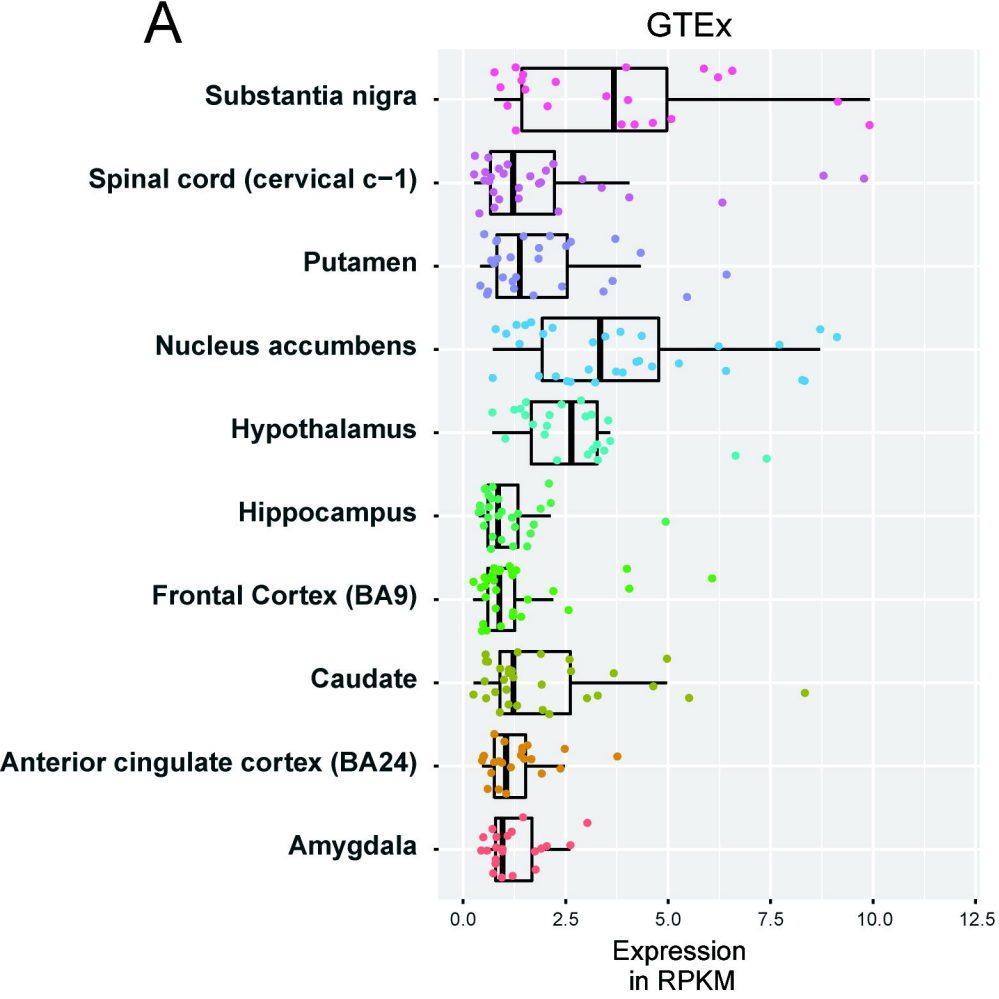 A
GTEx
Substantia nigra
Spinal cord (cervical c−1)
Putamen
Nucleus accumbens
Hypothalamus
Hippocampus
Frontal Cortex (BA9)
Caudate
Anterior cingulate cortex (BA24)
Amygdala
0.0 2.5 5.0 7.5 10.0 12.5
Expression
in RPKM